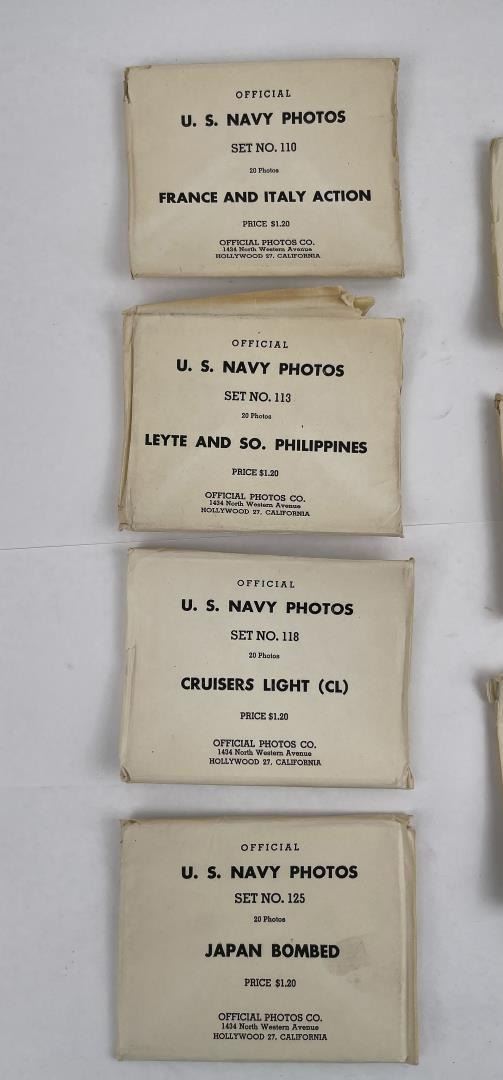 OFFICIAL
U. S. NAVY PHOTOS
SET NO. 110
20 Photos
FRANCE AND ITALY ACTION
PRICE $1.20
OFFICIAL PHOTOS CO.
1434 North Western Avenue
HOLLYWOOD 27, CALIFORNIA
OFFICIAL
U. S. NAVY PHOTOS
SET NO. 113
20 Photos
LEYTE AND SO. PHILIPPINES
PRICE $1.20
OFFICIAL PHOTOS CO.
1434 North Western Avenue
HOLLYWOOD 27, CALIFORNIA
OFFICIAL
U. S. NAVY PHOTOS
SET NO. 118
20 Photos
CRUISERS LIGHT (CL)
PRICE $1.20
OFFICIAL PHOTOS CO.
1434 North Western Avenue
HOLLYWOOD 27, CALIFORNIA
OFFICIAL
U. S. NAVY PHOTOS
SET NO. 125
20 Photos
JAPAN BOMBED
PRICE $1.20
OFFICIAL PHOTOS CO.
1434 North Western Avenue
HOLLYWOOD 27, CALIFORNIA